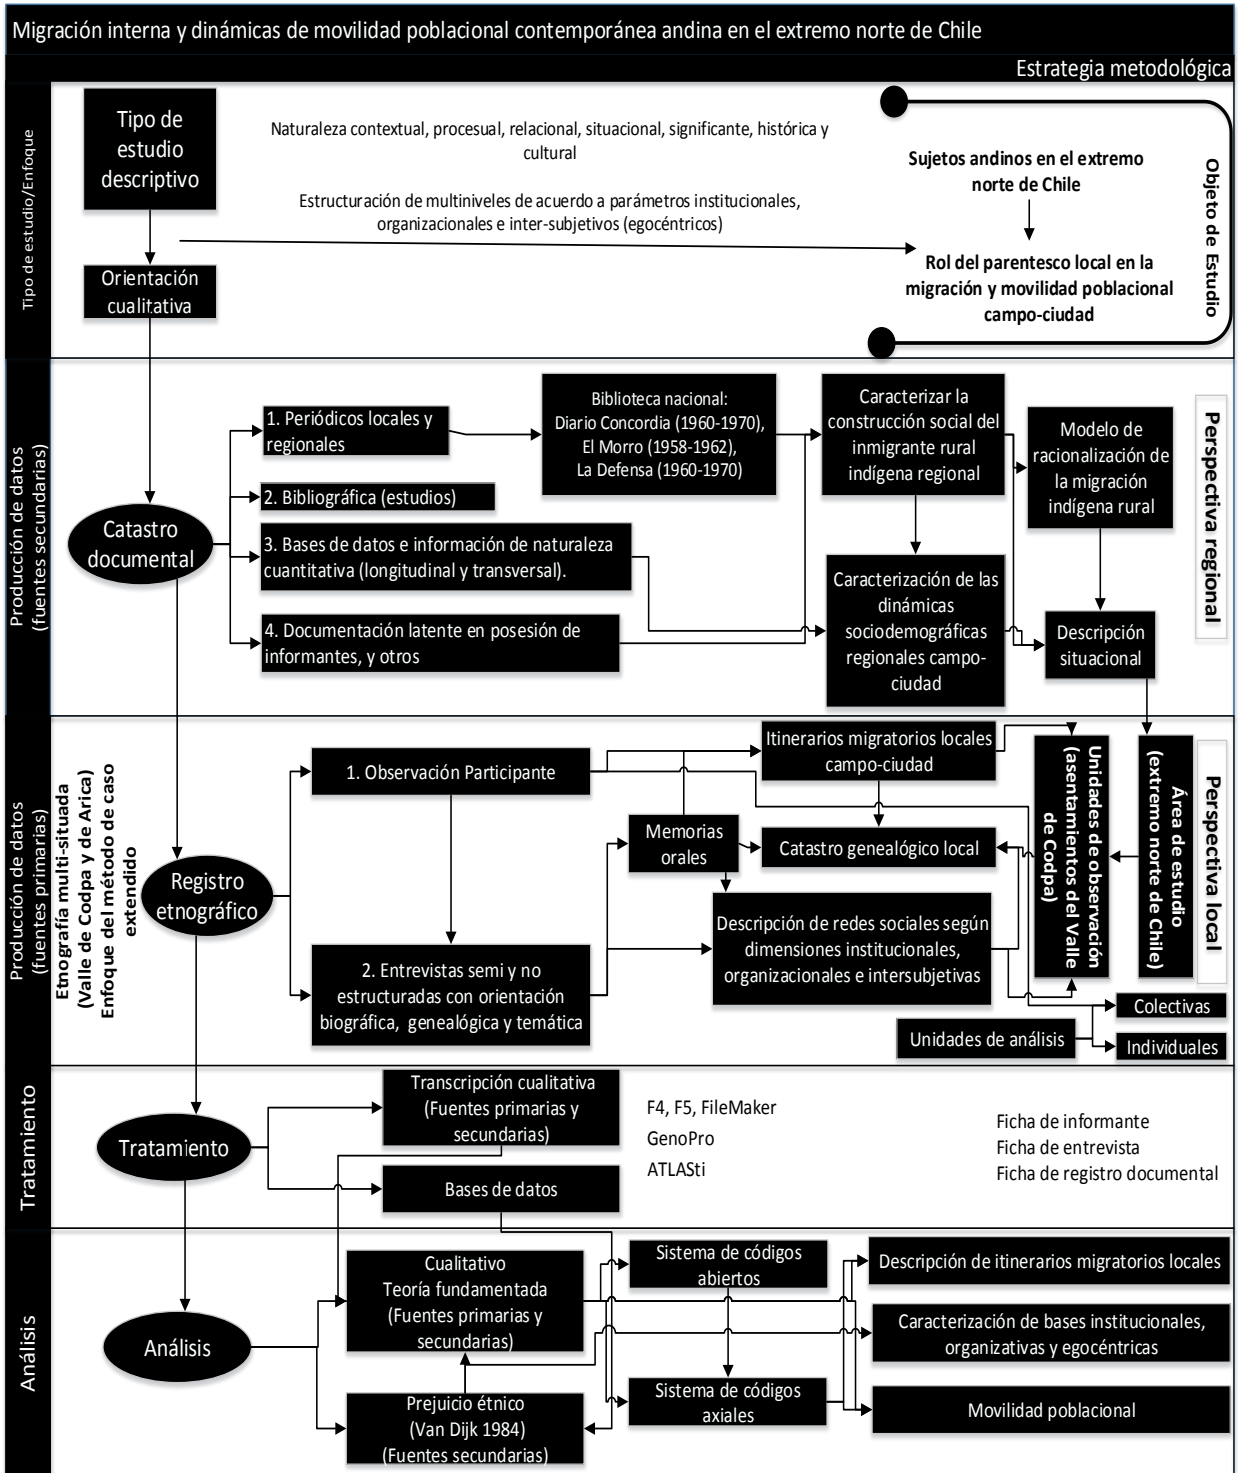 Migración interna y dinámicas de movilidad poblacional contemporánea andina en el extremo norte de Chile
Estrategia metodológica
Tipo de estudio/Enfoque
Tipo de
estudio
descriptivo
Orientación
cualitativa
Naturaleza contextual, procesual, relacional, situacional, significante, histórica y
cultural
Estructuración de multiniveles de acuerdo a parámetros institucionales,
organizacionales e inter-subjetivos (egocéntricos)
Sujetos andinos en el extremo
norte de Chile
Rol del parentesco local en la
migración y movilidad poblacional
campo-ciudad
Objeto de Estudio
Producción de datos
(fuentes secundarias)
Catastro
documental
1. Periódicos locales y
regionales
2. Bibliográfica (estudios)
3. Bases de datos e información de naturaleza
cuantitativa (longitudinal y transversal).
4. Documentación latente en posesión de
informantes, y otros
Biblioteca nacional:
Diario Concordia (1960-1970),
El Morro (1958-1962),
La Defensa (1960-1970)
Caracterizar la
construcción social del
inmigrante rural
indígena regional
Caracterización de las
dinámicas
sociodemográficas
regionales campo-
ciudad
Modelo de
racionalización de
la migración
indígena rural
Descripción
situacional
Perspectiva regional
Producción de datos
(fuentes primarias)
Etnografía multi-situada
(Valle de Codpa y de Arica)
Enfoque del método de caso
extendido
Registro
etnográfico
1. Observación Participante
2. Entrevistas semi y no
estructuradas con orientación
biográfica, genealógica y temática
Memorias
orales
Itinerarios migratorios locales
campo-ciudad
Catastro genealógico local
Descripción de redes sociales según
dimensiones institucionales,
organizacionales e intersubjetivas
Unidades de observación
(asentamientos del Valle
de Codpa)
Área de estudio
(extremo norte de Chile)
Perspectiva local
Unidades de análisis
Colectivas
Individuales
Tratamiento
Tratamiento
Transcripción cualitativa
(Fuentes primarias y
secundarias)
Bases de datos
F4, F5, FileMaker
GenoPro
ATLASti
Ficha de informante
Ficha de entrevista
Ficha de registro documental
Análisis
Análisis
Cualitativo
Teoría fundamentada
(Fuentes primarias y
secundarias)
Prejuicio étnico
(Van Dijk 1984)
(Fuentes secundarias)
Sistema de códigos
abiertos
Sistema de códigos
axiales
Descripción de itinerarios migratorios locales
Caracterización de bases institucionales,
organizativas y egocéntricas
Movilidad poblacional